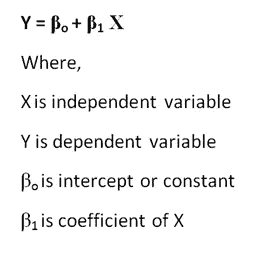 Y = β₀ + β₁ X
Where,
X is independent variable
Y is dependent variable
β₀ is intercept or constant
β₁ is coefficient of X